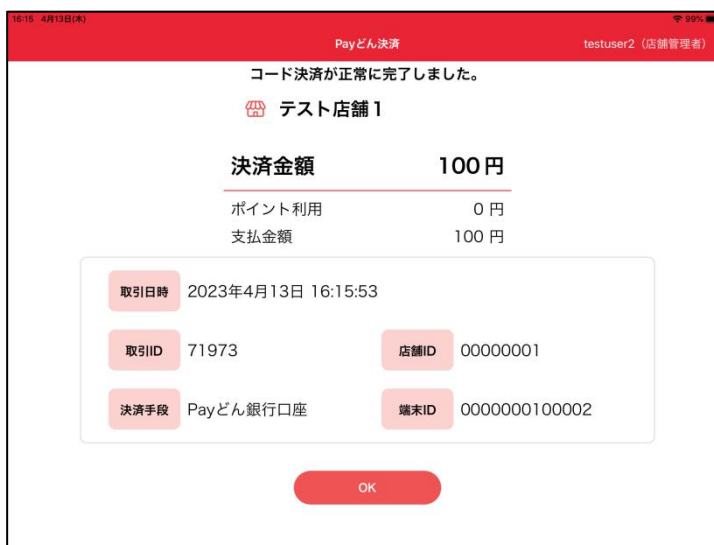 16:15 4月13日(木)
99%
Payどん決済
testuser2（店舗管理者）
コード決済が正常に完了しました。
テスト店舗1
決済金額 100円
ポイント利用 0 円
支払金額 100 円
取引日時 2023年4月13日 16:15:53
取引ID 71973 店舗ID 00000001
決済手段 Payどん銀行口座 端末ID 0000000100002
OK